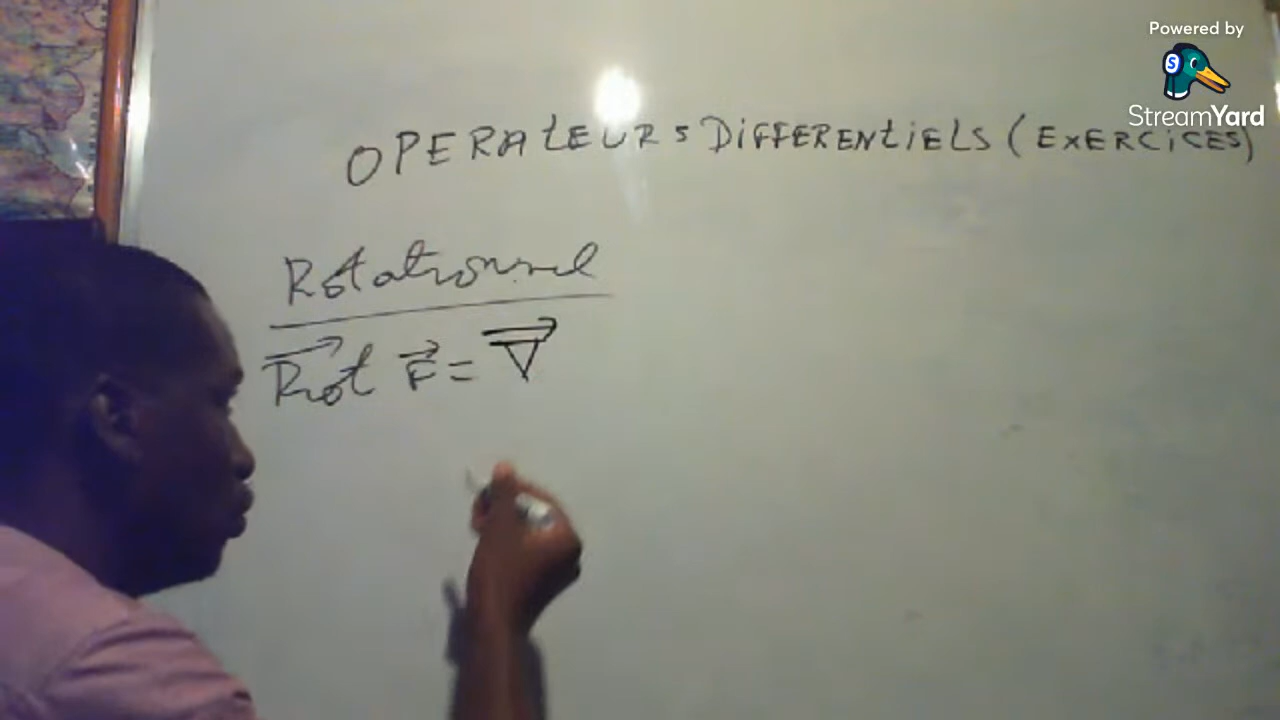 Powered by
StreamYard
OPERATEURS DIFFERENTIELS (EXERCICES)
Rotationnel
Rot F = ∇